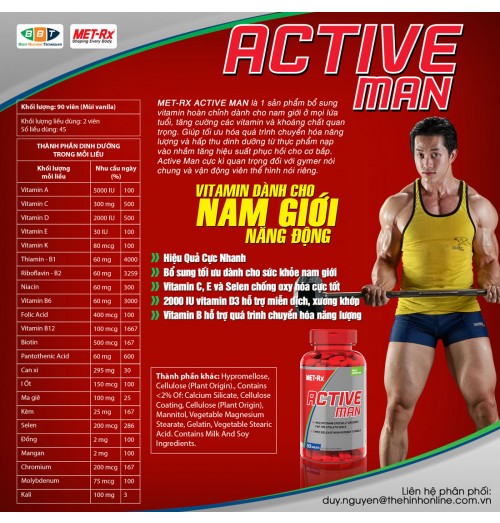 BBT
BODY BUILDING TECHNIQUES
MET-Rx
Shaping Every Body.
ACTIVE
MAN
Khối lượng: 90 viên (Mùi vanila)
Khối lượng liều dùng: 2 viên
Số liều dùng: 45
THÀNH PHẦN DINH DƯỠNG
TRONG MỖI LIỀU
Khối lượng mỗi liều Nhu cầu ngày (%)
Vitamin A 5000 IU 100
Vitamin C 300 mg 500
Vitamin D 2000 IU 500
Vitamin E 30 IU 100
Vitamin K 80 mcg 100
Thiamin - B1 60 mg 4000
Riboflavin - B2 60 mg 3259
Niacin 60 mg 300
Vitamin B6 60 mg 3000
Folic Acid 400 mcg 100
Vitamin B12 100 mcg 1667
Biotin 500 mcg 167
Pantothenic Acid 60 mg 600
Can xi 295 mg 30
I Ốt 150 mcg 100
Ma giê 100 mg 25
Kẽm 25 mg 167
Selen 200 mcg 286
Đồng 2 mg 100
Mangan 2 mg 100
Chromium 200 mcg 167
Molybdenum 75 mcg 100
Kali 100 mg 3
MET-RX ACTIVE MAN là 1 sản phẩm bổ sung
vitamin hoàn chỉnh dành cho nam giới ở mọi lứa
tuổi, tăng cường các vitamin và khoáng chất quan
trọng. Giúp tối ưu hóa quá trình chuyển hóa năng
lượng và hấp thu dinh dưỡng từ thực phẩm nạp
vào nhằm tăng hiệu suất phục hồi cho cơ bắp.
Active Man cực kì quan trọng đối với gymer nói
chung và vận động viên thể hình nói riêng.
VITAMIN DÀNH CHO
NAM GIỚI
NĂNG ĐỘNG
Hiệu Quả Cực Nhanh
Bổ sung tối ưu dành cho sức khỏe nam giới
Vitamin C, E và Selen chống oxy hóa cực tốt
2000 IU vitamin D3 hỗ trợ miễn dịch, xương khớp
Vitamin B hỗ trợ quá trình chuyển hóa năng lượng
Thành phần khác: Hypromellose,
Cellulose (Plant Origin)., Contains
<2% Of: Calcium Silicate, Cellulose
Coating, Cellulose (Plant Origin),
Mannitol, Vegetable Magnesium
Stearate, Gelatin, Vegetable Stearic
Acid. Contains Milk And Soy
Ingredients.
MET-Rx
ACTIVE
MAN
Liên hệ phân phối:
duy.nguyen@thehinhonline.com.vn